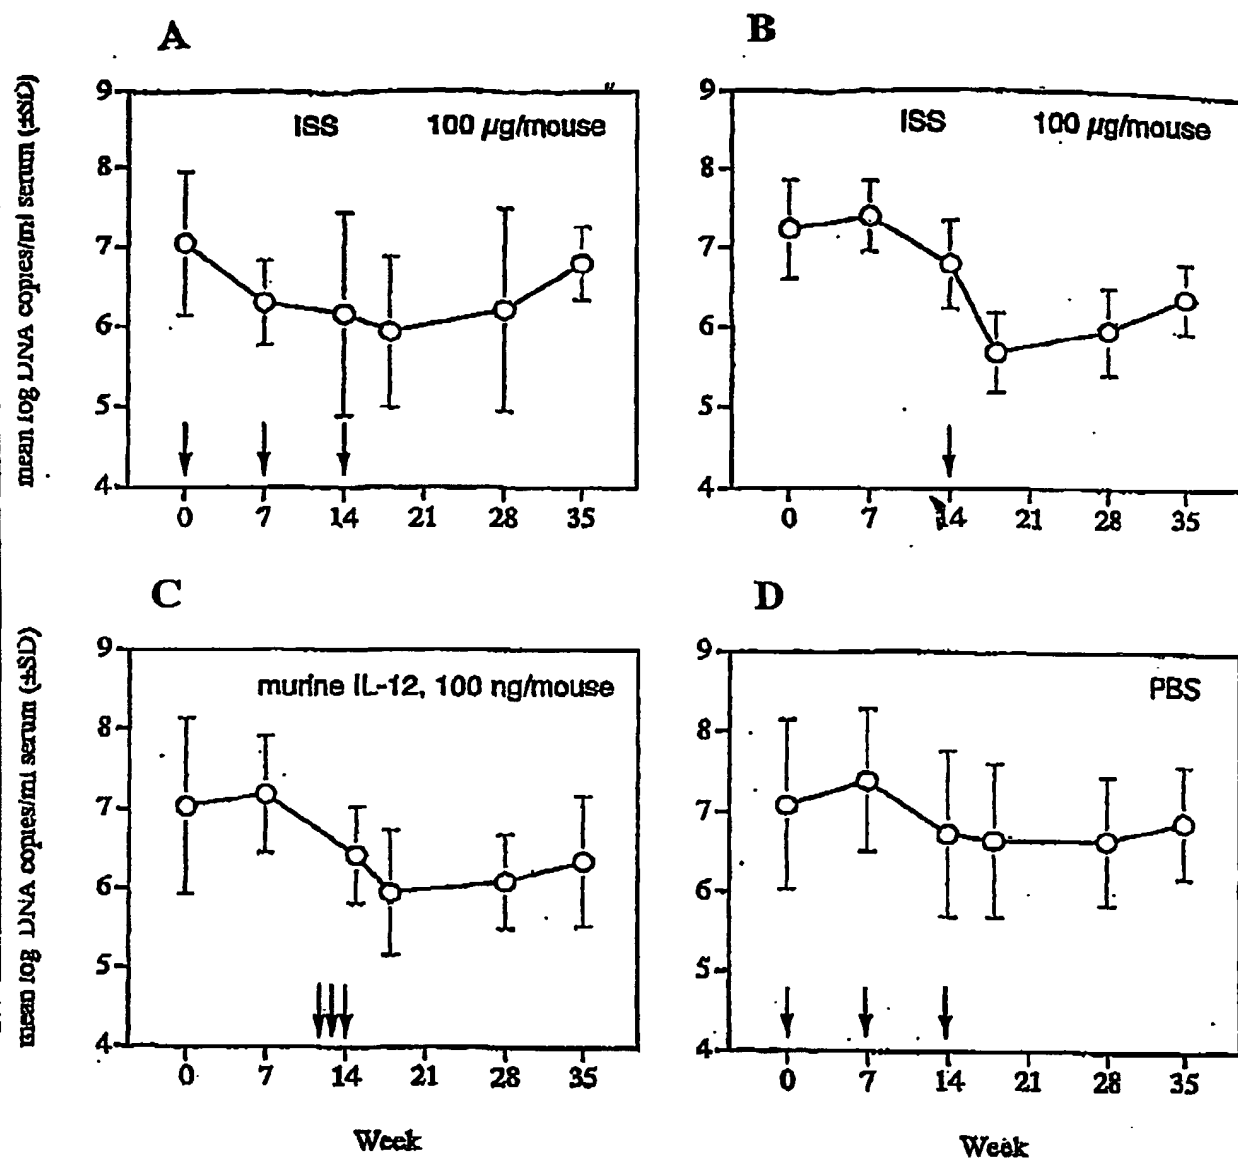 A
mean log DNA copies/ml serum (±SD)
ISS 100 µg/mouse
9
8
7
6
5
4
0 7 14 21 28 35
B
ISS 100 µg/mouse
9
8
7
6
5
4
0 7 14 21 28 35
C
mean log DNA copies/ml serum (±SD)
murine IL-12, 100 ng/mouse
9
8
7
6
5
4
0 7 14 21 28 35
Week
D
PBS
9
8
7
6
5
4
0 7 14 21 28 35
Week